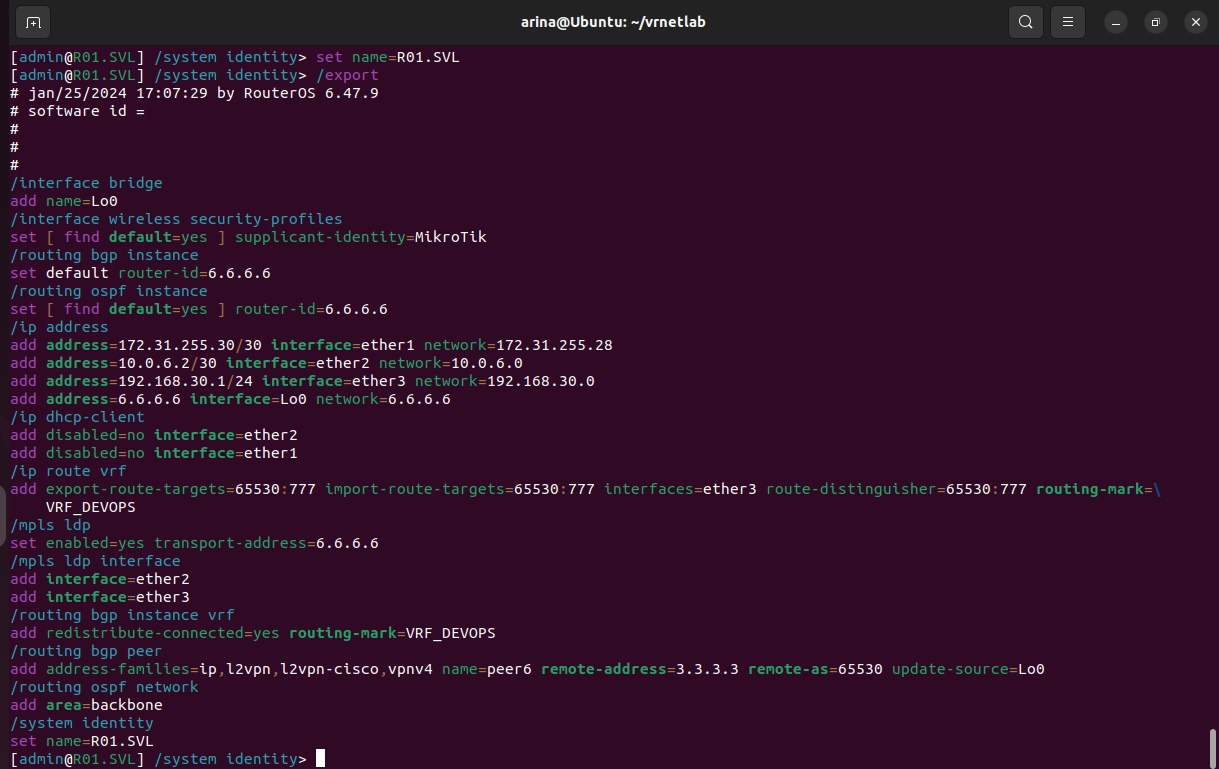 arina@Ubuntu: ~/vrnetlab
[admin@R01.SVL] /system identity> set name=R01.SVL
[admin@R01.SVL] /system identity> /export
# jan/25/2024 17:07:29 by RouterOS 6.47.9
# software id =
#
#
#
/interface bridge
add name=Lo0
/interface wireless security-profiles
set [ find default=yes ] supplicant-identity=MikroTik
/routing bgp instance
set default router-id=6.6.6.6
/routing ospf instance
set [ find default=yes ] router-id=6.6.6.6
/ip address
add address=172.31.255.30/30 interface=ether1 network=172.31.255.28
add address=10.0.6.2/30 interface=ether2 network=10.0.6.0
add address=192.168.30.1/24 interface=ether3 network=192.168.30.0
add address=6.6.6.6 interface=Lo0 network=6.6.6.6
/ip dhcp-client
add disabled=no interface=ether2
add disabled=no interface=ether1
/ip route vrf
add export-route-targets=65530:777 import-route-targets=65530:777 interfaces=ether3 route-distinguisher=65530:777 routing-mark=\
    VRF_DEVOPS
/mpls ldp
set enabled=yes transport-address=6.6.6.6
/mpls ldp interface
add interface=ether2
add interface=ether3
/routing bgp instance vrf
add redistribute-connected=yes routing-mark=VRF_DEVOPS
/routing bgp peer
add address-families=ip,l2vpn,l2vpn-cisco,vpnv4 name=peer6 remote-address=3.3.3.3 remote-as=65530 update-source=Lo0
/routing ospf network
add area=backbone
/system identity
set name=R01.SVL
[admin@R01.SVL] /system identity>